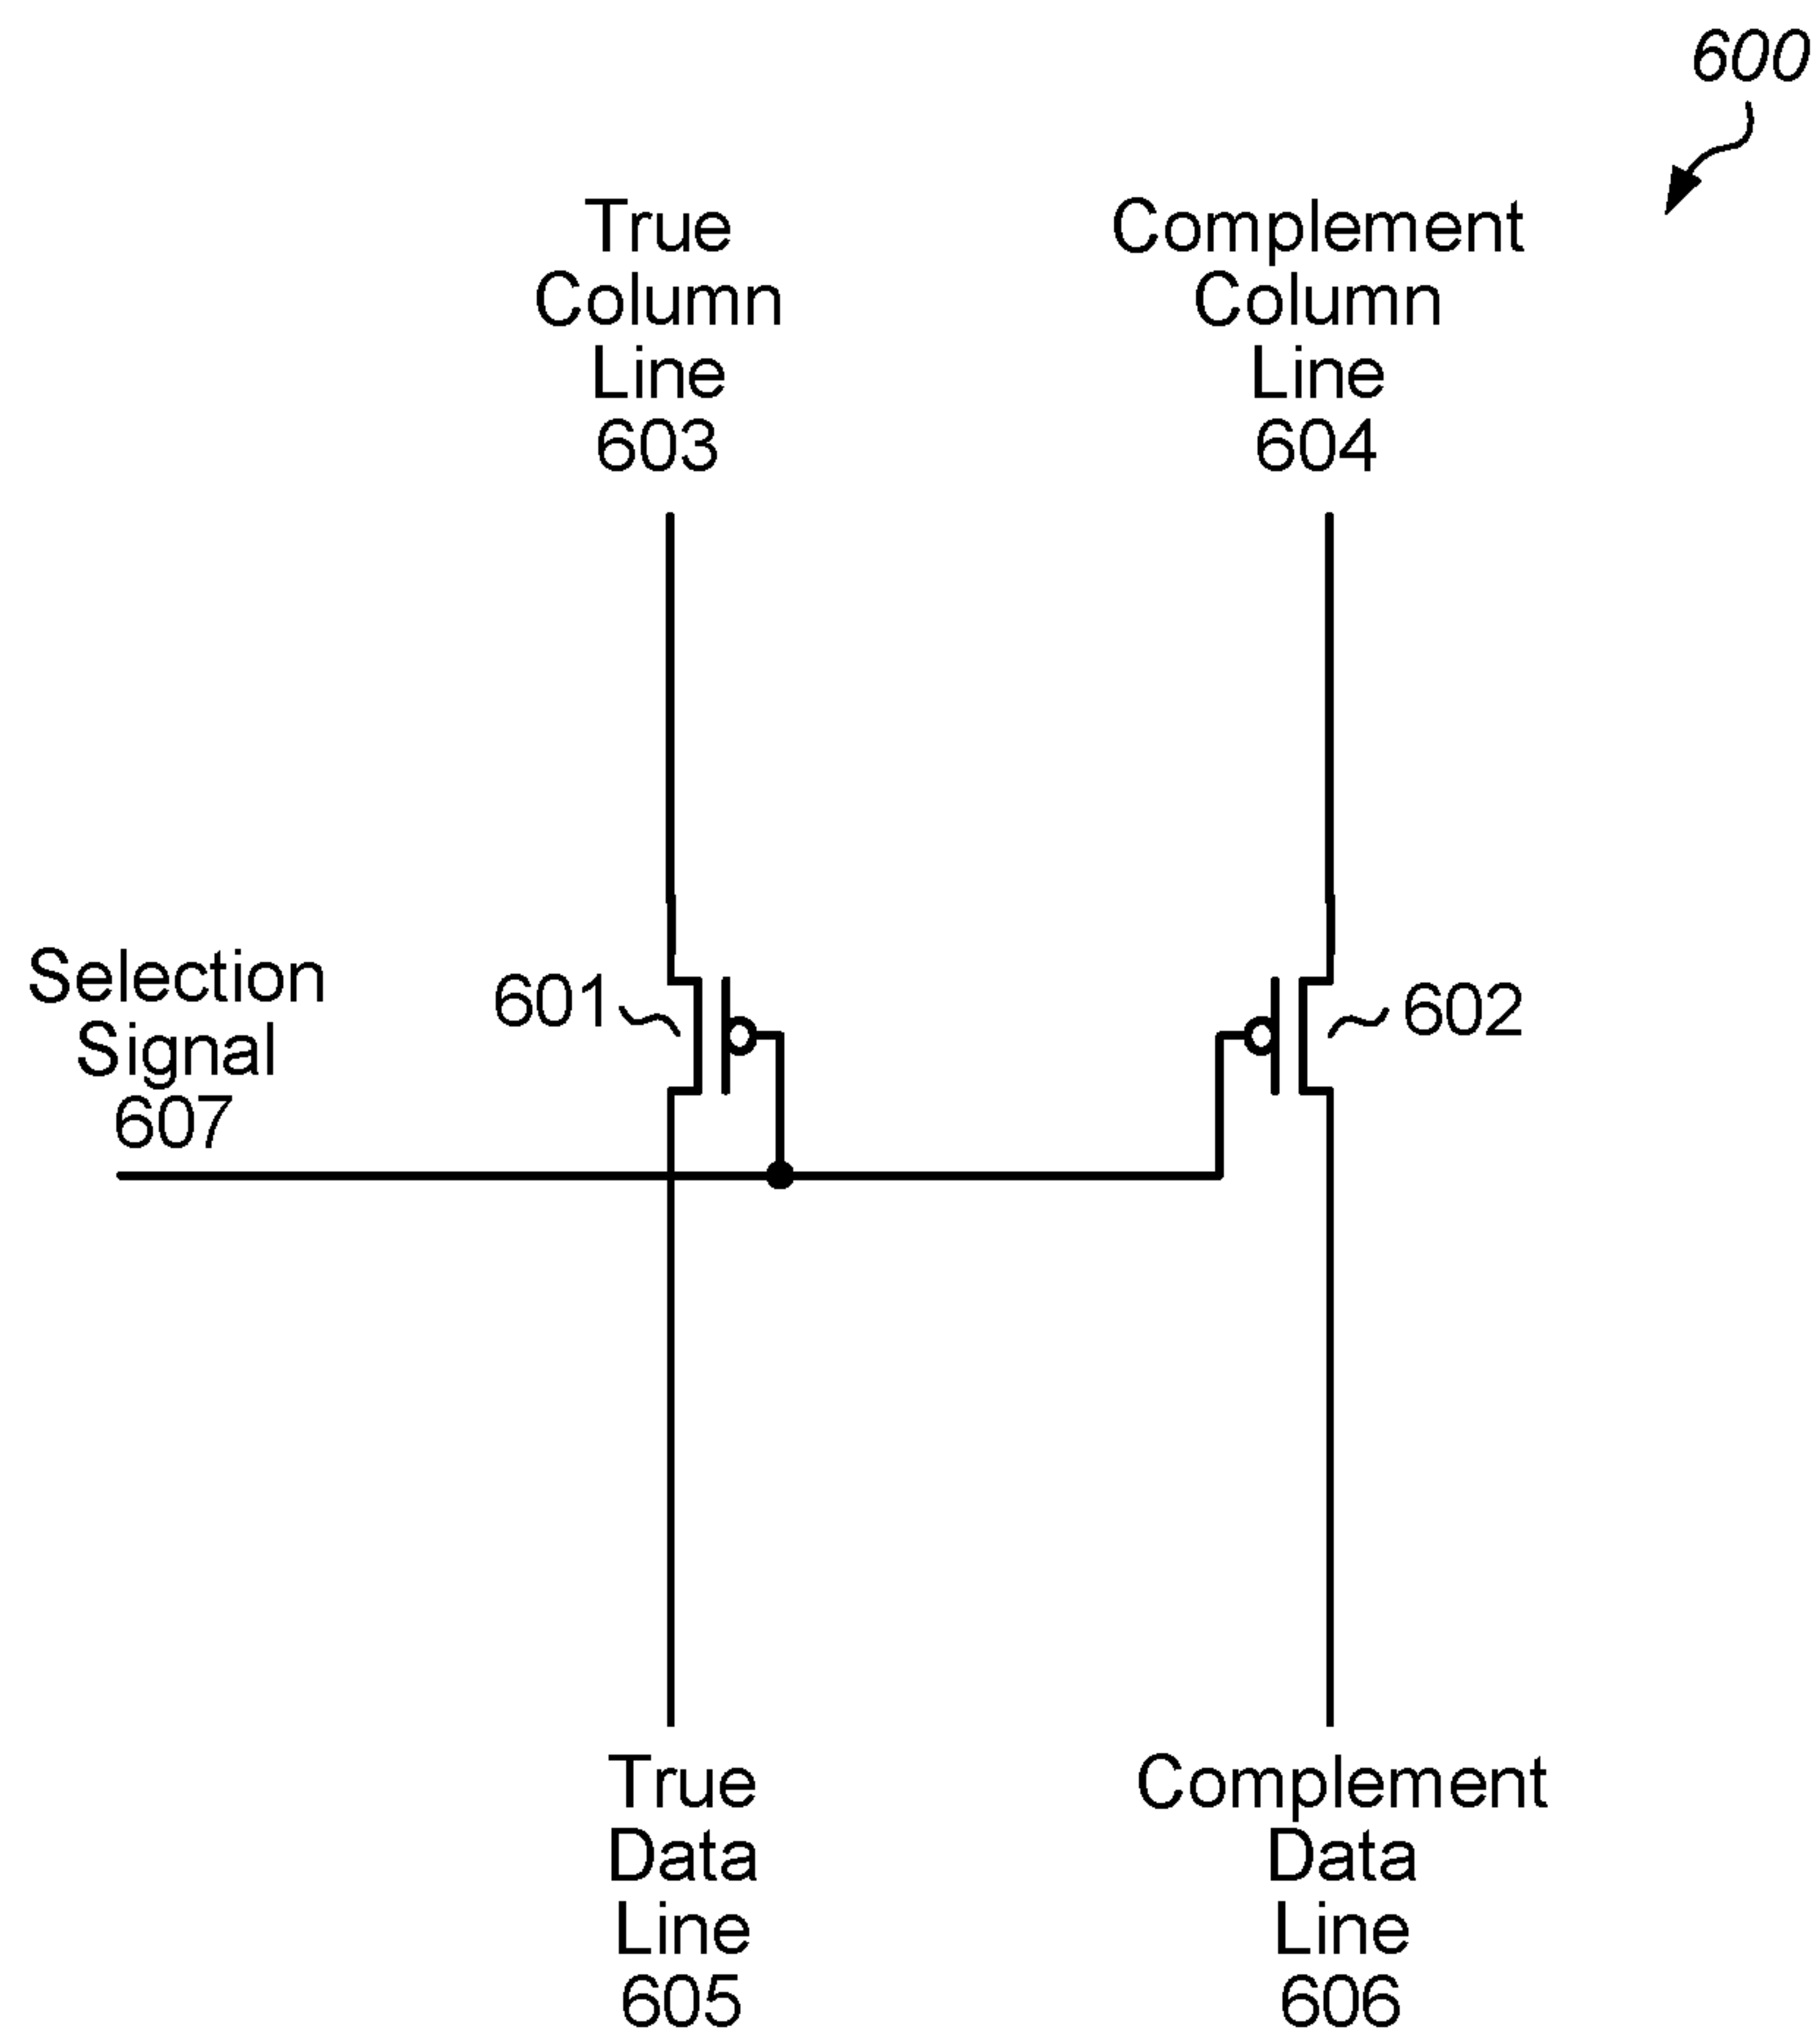 600
True
Column
Line
603
Complement
Column
Line
604
Selection
Signal
607
601
602
True
Data
Line
605
Complement
Data
Line
606